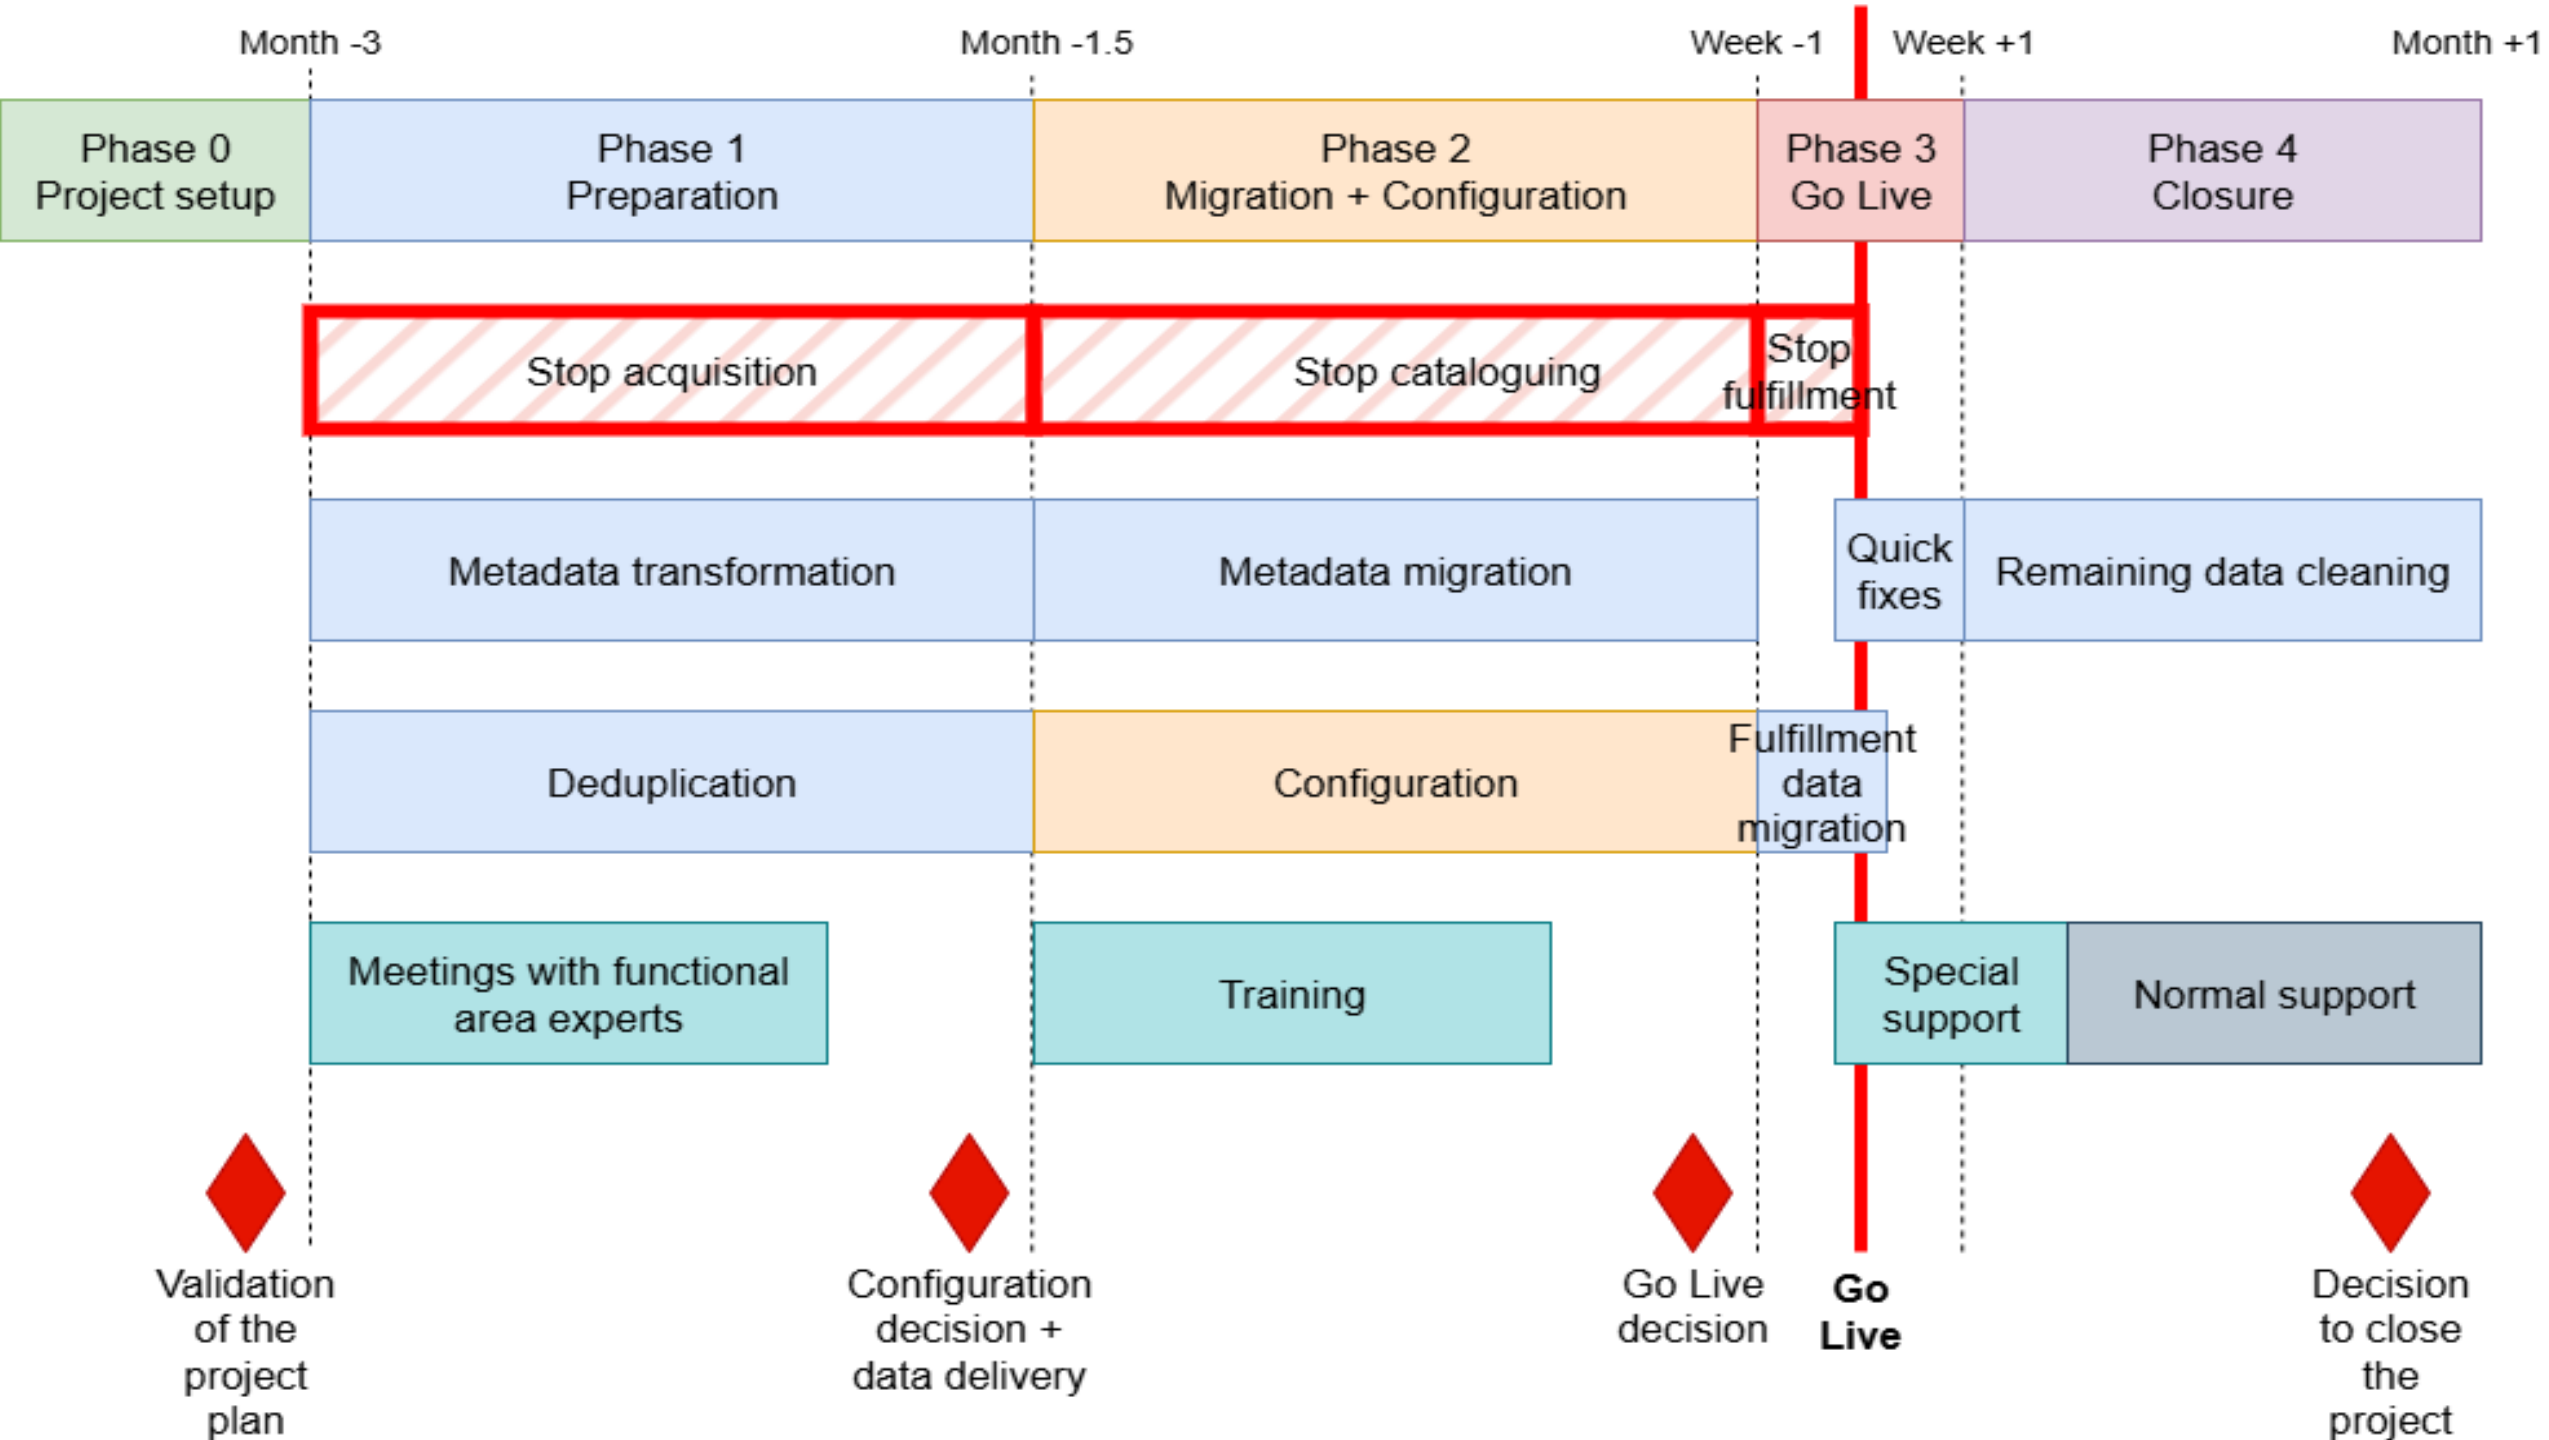 Month -3
Month -1.5
Week -1
Week +1
Month +1
Phase 0
Project setup
Phase 1
Preparation
Phase 2
Migration + Configuration
Phase 3
Go Live
Phase 4
Closure
Stop acquisition
Stop cataloguing
Stop
fulfillment
Metadata transformation
Metadata migration
Quick
fixes
Remaining data cleaning
Deduplication
Configuration
Fulfillment
data
migration
Meetings with functional
area experts
Training
Special
support
Normal support
Validation
of the
project
plan
Configuration
decision +
data delivery
Go Live
decision
Go
Live
Decision
to close
the
project